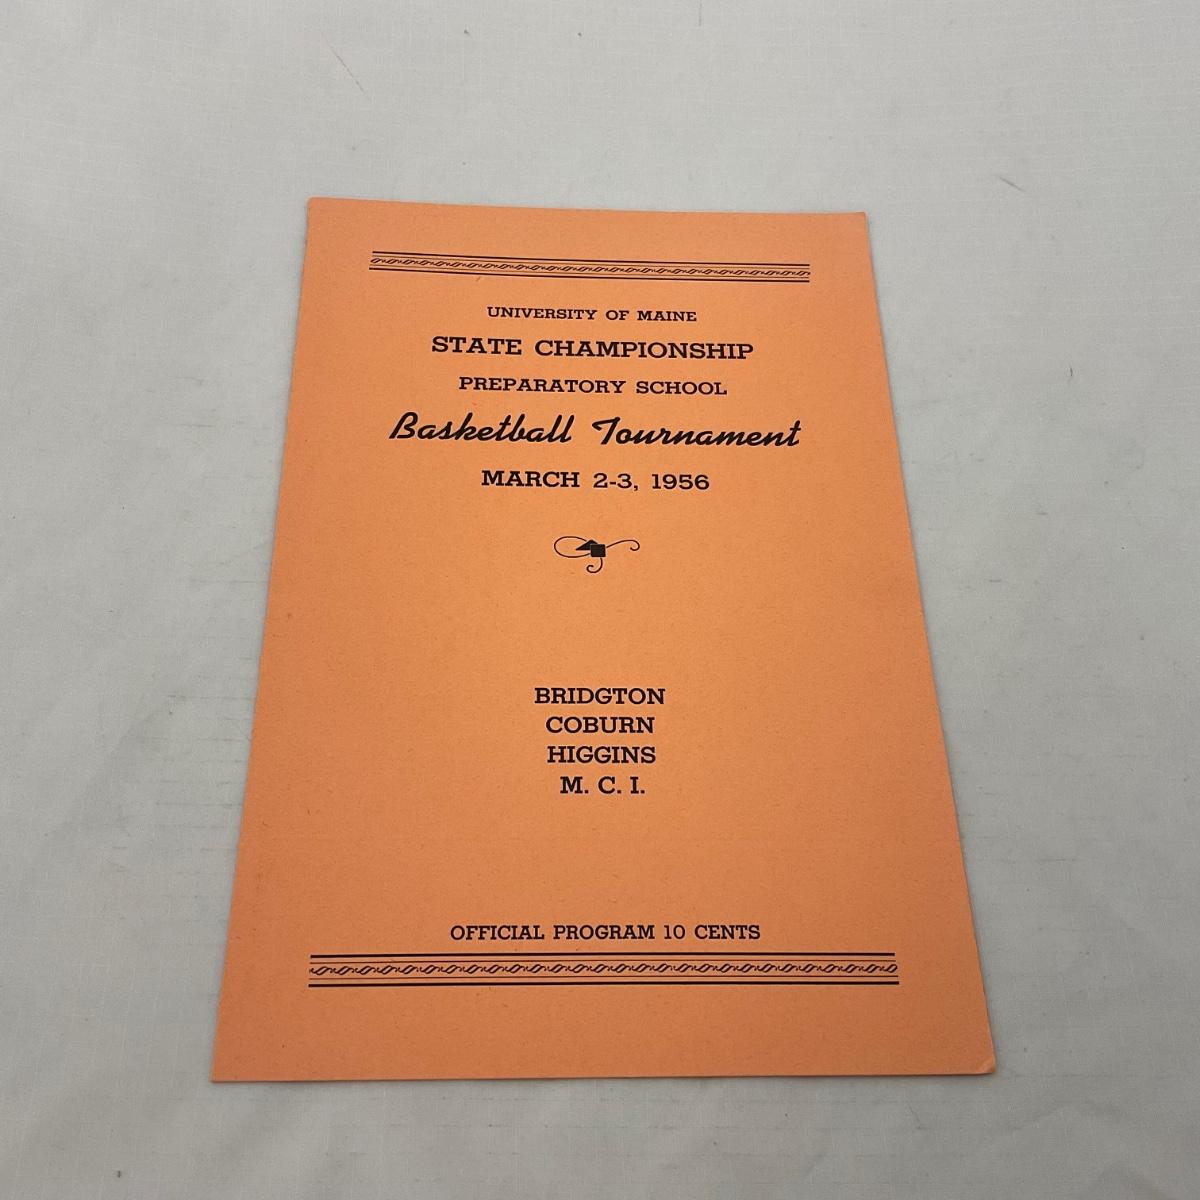 UNIVERSITY OF MAINE
STATE CHAMPIONSHIP
PREPARATORY SCHOOL
Basketball Tournament
MARCH 2-3, 1956
BRIDGTON
COBURN
HIGGINS
M. C. I.
OFFICIAL PROGRAM 10 CENTS